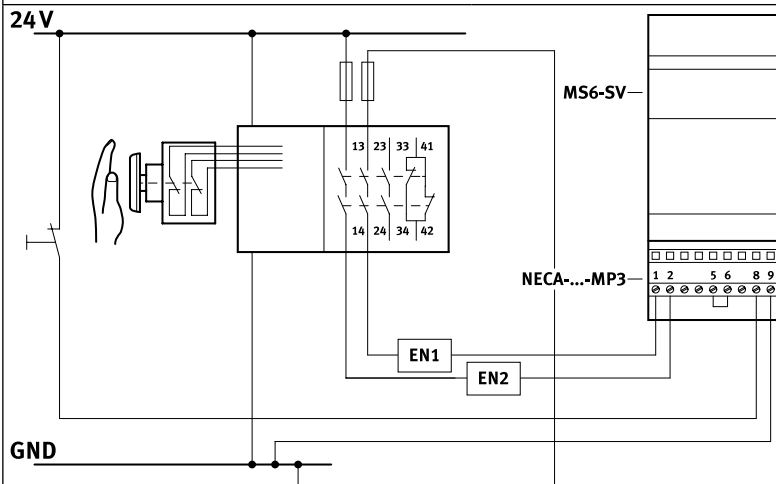 24 V
MS6-SV
13 23 33 41
14 24 34 42
NECA-...-MP3
1 2 5 6 8 9
EN1
EN2
GND